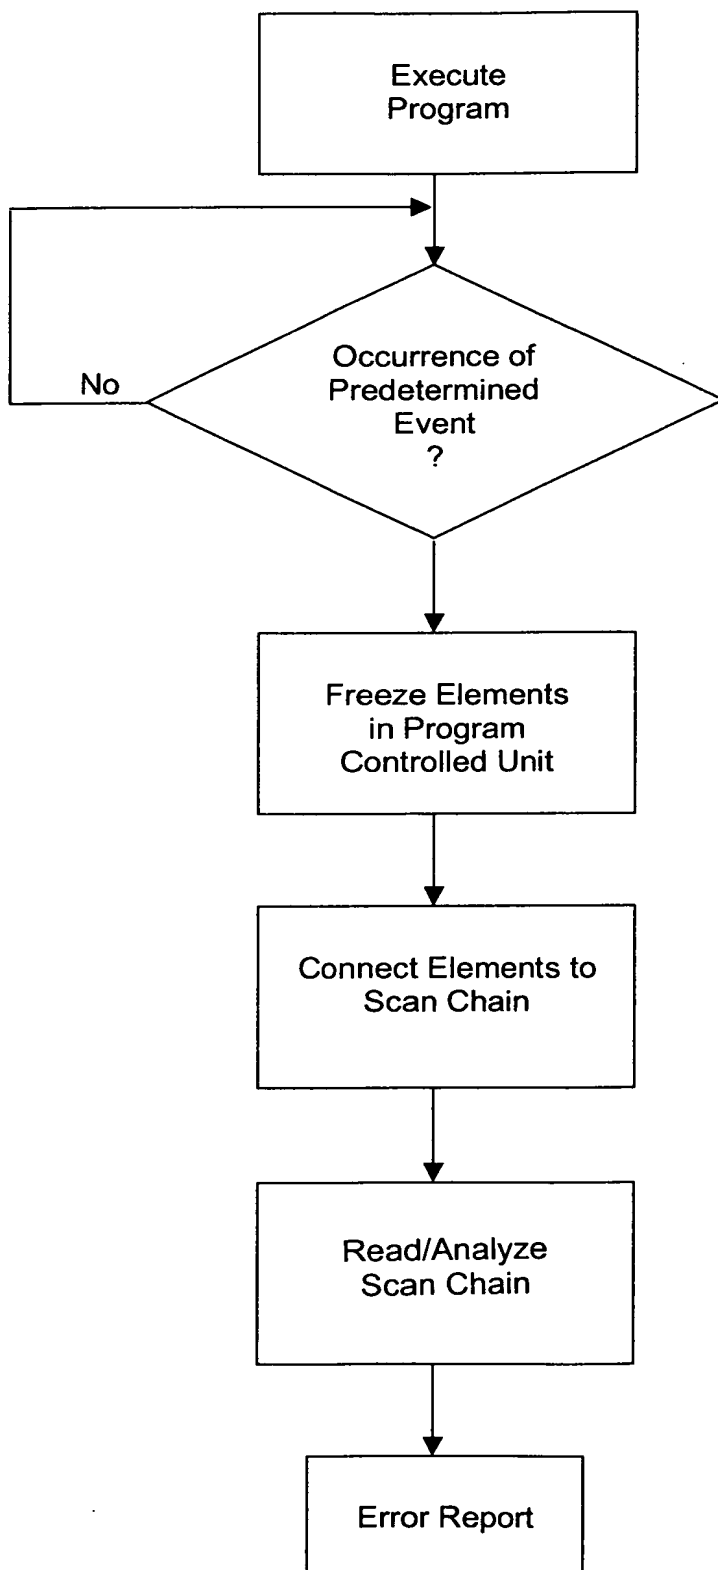 Execute
Program
Occurrence of
Predetermined
Event
?
No
Freeze Elements
in Program
Controlled Unit
Connect Elements to
Scan Chain
Read/Analyze
Scan Chain
Error Report